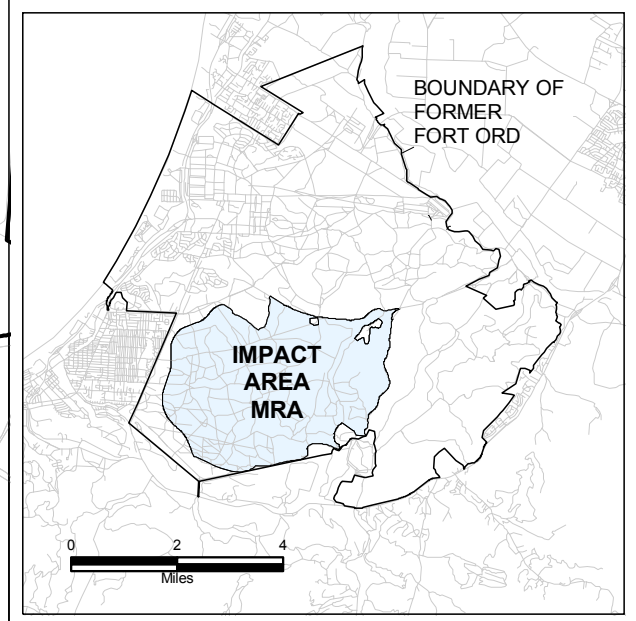 BOUNDARY OF
FORMER
FORT ORD
IMPACT
AREA
MRA
0 2 4
Miles